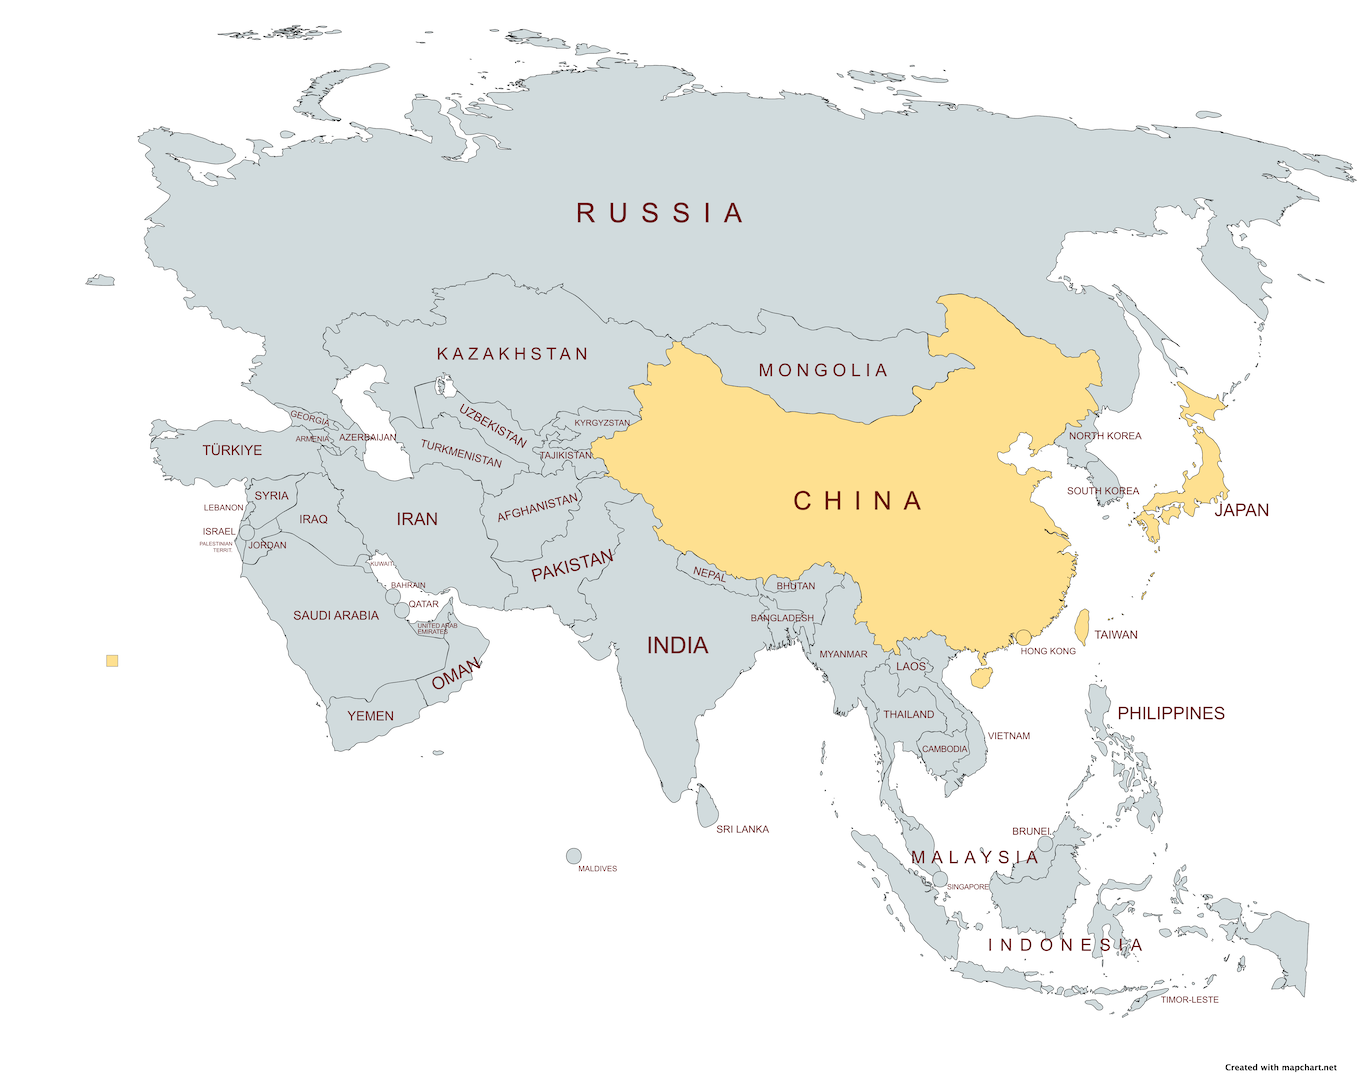 RUSSIA
KAZAKHSTAN
MONGOLIA
GEORGIA
UZBEKISTAN
KYRGYZSTAN
ARMENIA
AZERBAIJAN
NORTH KOREA
TÜRKIYE
TURKMENISTAN
TAJIKISTAN
SYRIA
SOUTH KOREA
CHINA
LEBANON
AFGHANISTAN
JAPAN
IRAQ
IRAN
ISRAEL
PALESTINIAN
TERRIT.
JORDAN
KUWAIT
PAKISTAN
NEPAL
BHUTAN
BAHRAIN
QATAR
SAUDI ARABIA
BANGLADESH
UNITED ARAB
EMIRATES
TAIWAN
INDIA
HONG KONG
MYANMAR
LAOS
OMAN
YEMEN
THAILAND
PHILIPPINES
VIETNAM
CAMBODIA
SRI LANKA
BRUNEI
MALAYSIA
MALDIVES
SINGAPORE
INDONESIA
TIMOR-LESTE
Created with mapchart.net